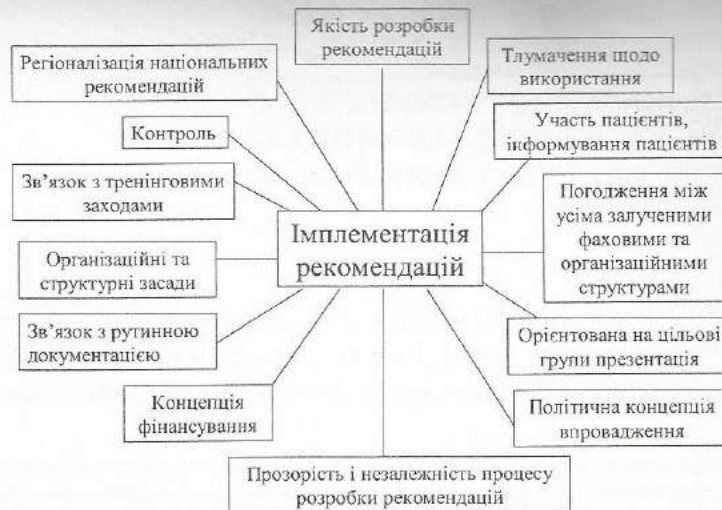 Якість розробки
рекомендацій
Регіоналізація національних
рекомендацій
Тлумачення щодо
використання
Контроль
Участь пацієнтів,
інформування пацієнтів
Зв’язок з тренінговими
заходами
Імплементація
рекомендацій
Погодження між
усіма залученими
фаховими та
організаційними
структурами
Організаційні та
структурні засади
Зв’язок з рутинною
документацією
Орієнтована на цільові
групи презентація
Концепція
фінансування
Політична концепція
впровадження
Прозорість і незалежність процесу
розробки рекомендацій